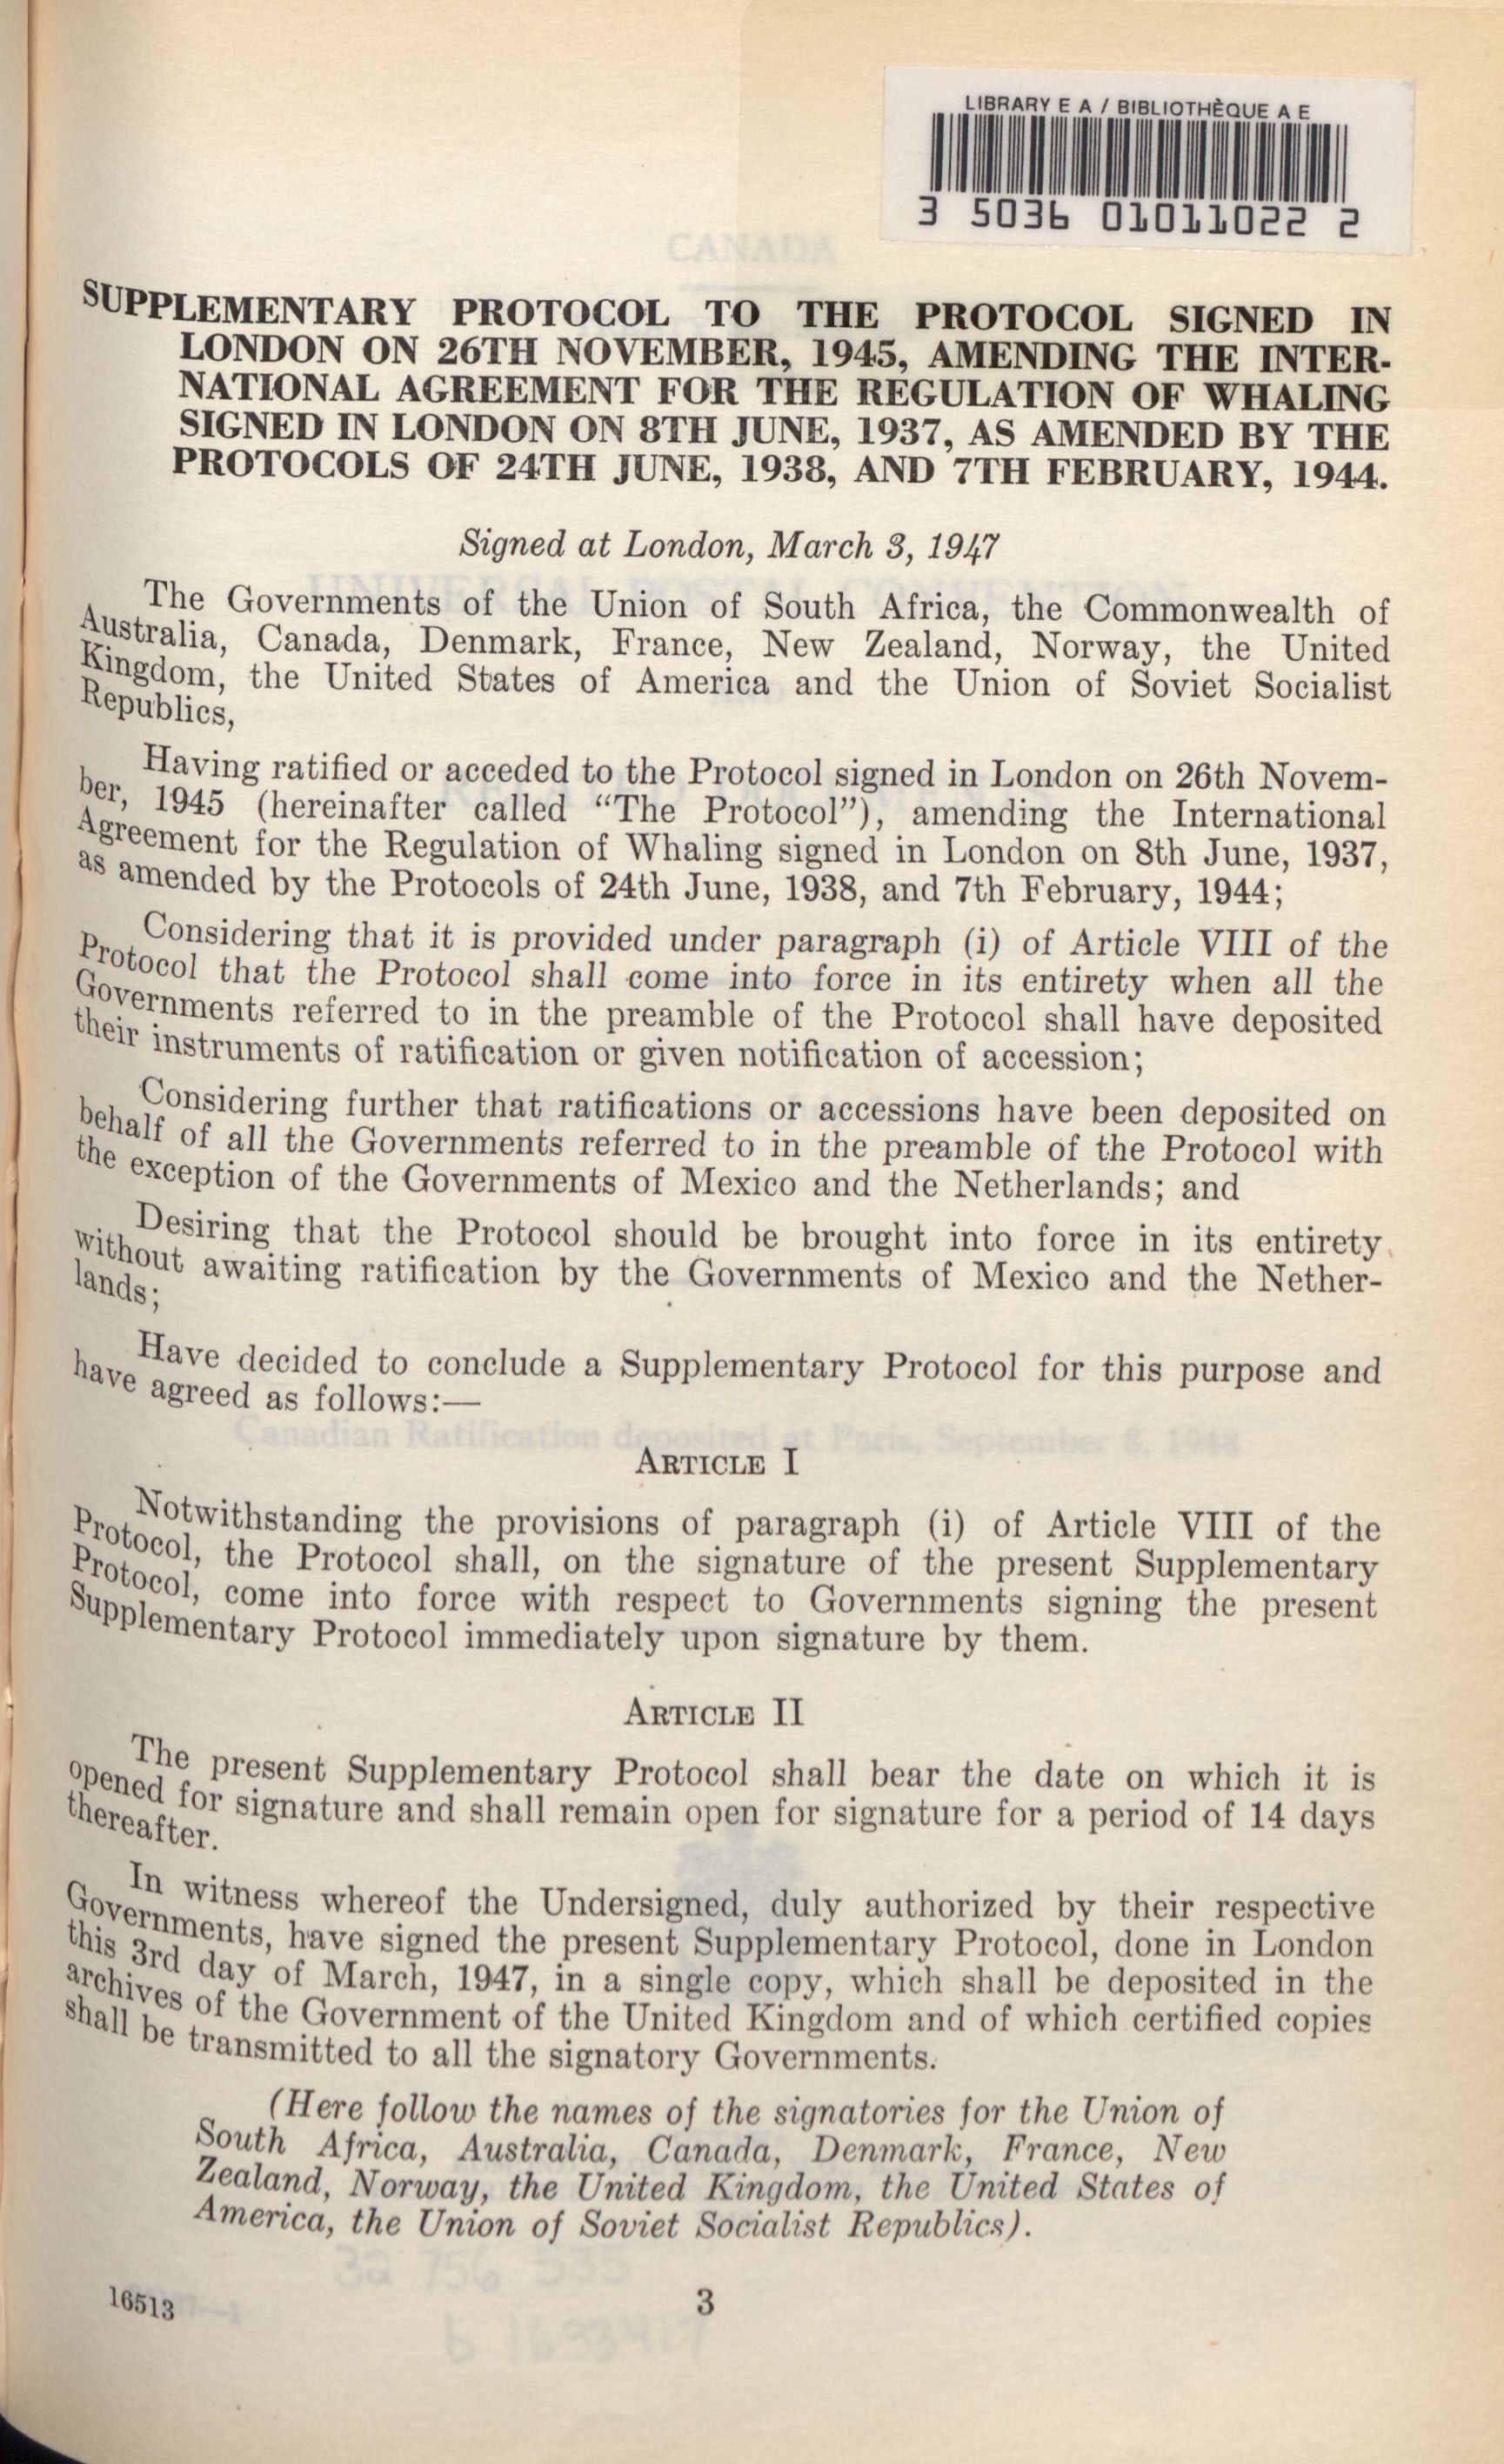 LIBRARY E A / BIBLIOTHÈQUE A E
3 5036 01011022 2
CANADA
SUPPLEMENTARY PROTOCOL TO THE PROTOCOL SIGNED IN
LONDON ON 26TH NOVEMBER, 1945, AMENDING THE INTER-
NATIONAL AGREEMENT FOR THE REGULATION OF WHALING
SIGNED IN LONDON ON 8TH JUNE, 1937, AS AMENDED BY THE
PROTOCOLS OF 24TH JUNE, 1938, AND 7TH FEBRUARY, 1944.
Signed at London, March 3, 1947
The Governments of the Union of South Africa, the Commonwealth of
Australia, Canada, Denmark, France, New Zealand, Norway, the United
Kingdom, the United States of America and the Union of Soviet Socialist
Republics,
Having ratified or acceded to the Protocol signed in London on 26th Novem-
ber, 1945 (hereinafter called “The Protocol”), amending the International
Agreement for the Regulation of Whaling signed in London on 8th June, 1937,
as amended by the Protocols of 24th June, 1938, and 7th February, 1944;
Considering that it is provided under paragraph (i) of Article VIII of the
Protocol that the Protocol shall come into force in its entirety when all the
Governments referred to in the preamble of the Protocol shall have deposited
their instruments of ratification or given notification of accession;
Considering further that ratifications or accessions have been deposited on
behalf of all the Governments referred to in the preamble of the Protocol with
the exception of the Governments of Mexico and the Netherlands; and
Desiring that the Protocol should be brought into force in its entirety
without awaiting ratification by the Governments of Mexico and the Nether-
lands;
Have decided to conclude a Supplementary Protocol for this purpose and
have agreed as follows:—
Canadian Ratification deposited at Paris, September 8, 1948
ARTICLE I
Notwithstanding the provisions of paragraph (i) of Article VIII of the
Protocol, the Protocol shall, on the signature of the present Supplementary
Protocol, come into force with respect to Governments signing the present
Supplementary Protocol immediately upon signature by them.
ARTICLE II
The present Supplementary Protocol shall bear the date on which it is
opened for signature and shall remain open for signature for a period of 14 days
thereafter.
In witness whereof the Undersigned, duly authorized by their respective
Governments, have signed the present Supplementary Protocol, done in London
this 3rd day of March, 1947, in a single copy, which shall be deposited in the
archives of the Government of the United Kingdom and of which certified copies
shall be transmitted to all the signatory Governments.
(Here follow the names of the signatories for the Union of
South Africa, Australia, Canada, Denmark, France, New
Zealand, Norway, the United Kingdom, the United States of
America, the Union of Soviet Socialist Republics).
16513
3